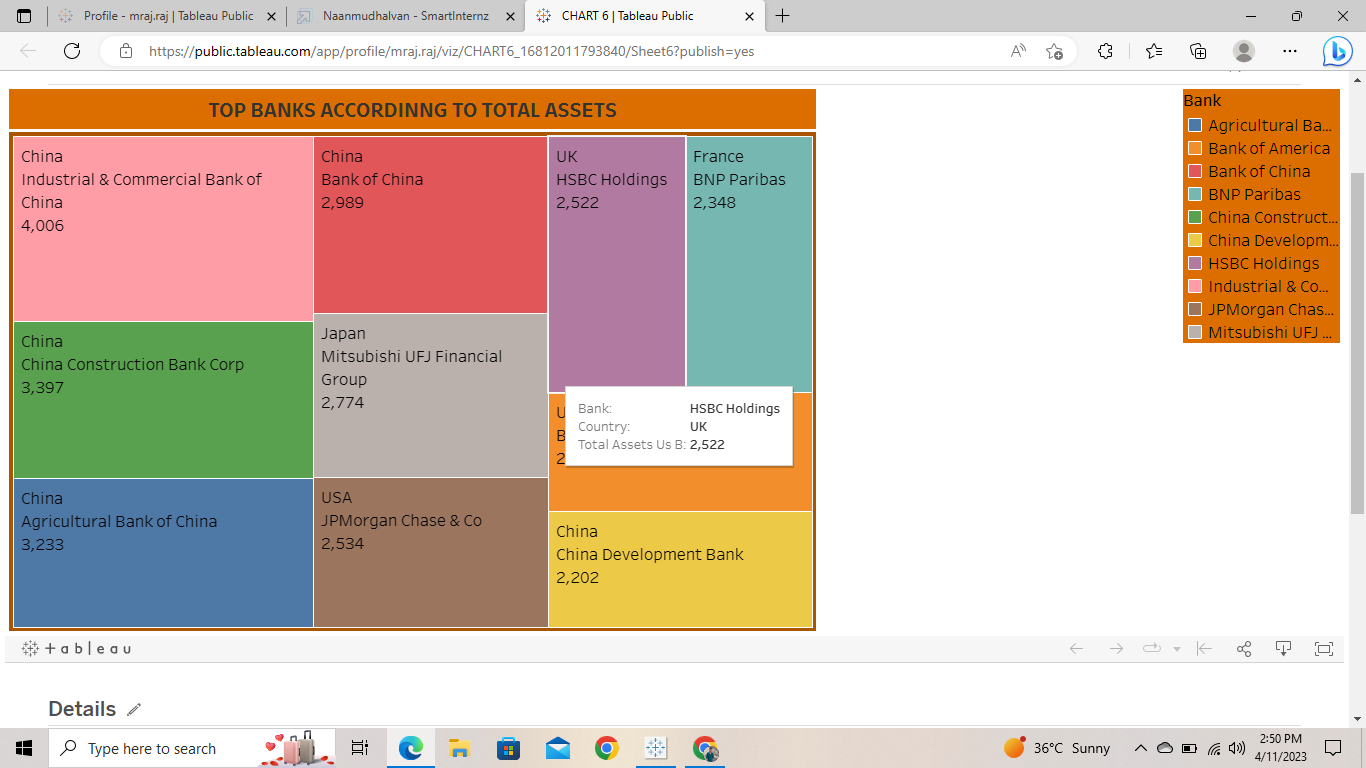 Profile - mraj.raj | Tableau Public
Naanmudhalvan - SmartInternz
CHART 6 | Tableau Public
https://public.tableau.com/app/profile/mraj.raj/viz/CHART6_16812011793840/Sheet6?publish=yes
TOP BANKS ACCORDINNG TO TOTAL ASSETS
China
Industrial & Commercial Bank of
China
4,006
China
Bank of China
2,989
UK
HSBC Holdings
2,522
France
BNP Paribas
2,348
China
China Construction Bank Corp
3,397
Japan
Mitsubishi UFJ Financial
Group
2,774
U
B
2
Bank: HSBC Holdings
Country: UK
Total Assets Us B: 2,522
China
Agricultural Bank of China
3,233
USA
JPMorgan Chase & Co
2,534
China
China Development Bank
2,202
Bank
Agricultural Ba...
Bank of America
Bank of China
BNP Paribas
China Construct...
China Developm...
HSBC Holdings
Industrial & Co...
JPMorgan Chas...
Mitsubishi UFJ ...
+ a b l e a u
Details
Type here to search
36°C Sunny
2:50 PM
4/11/2023